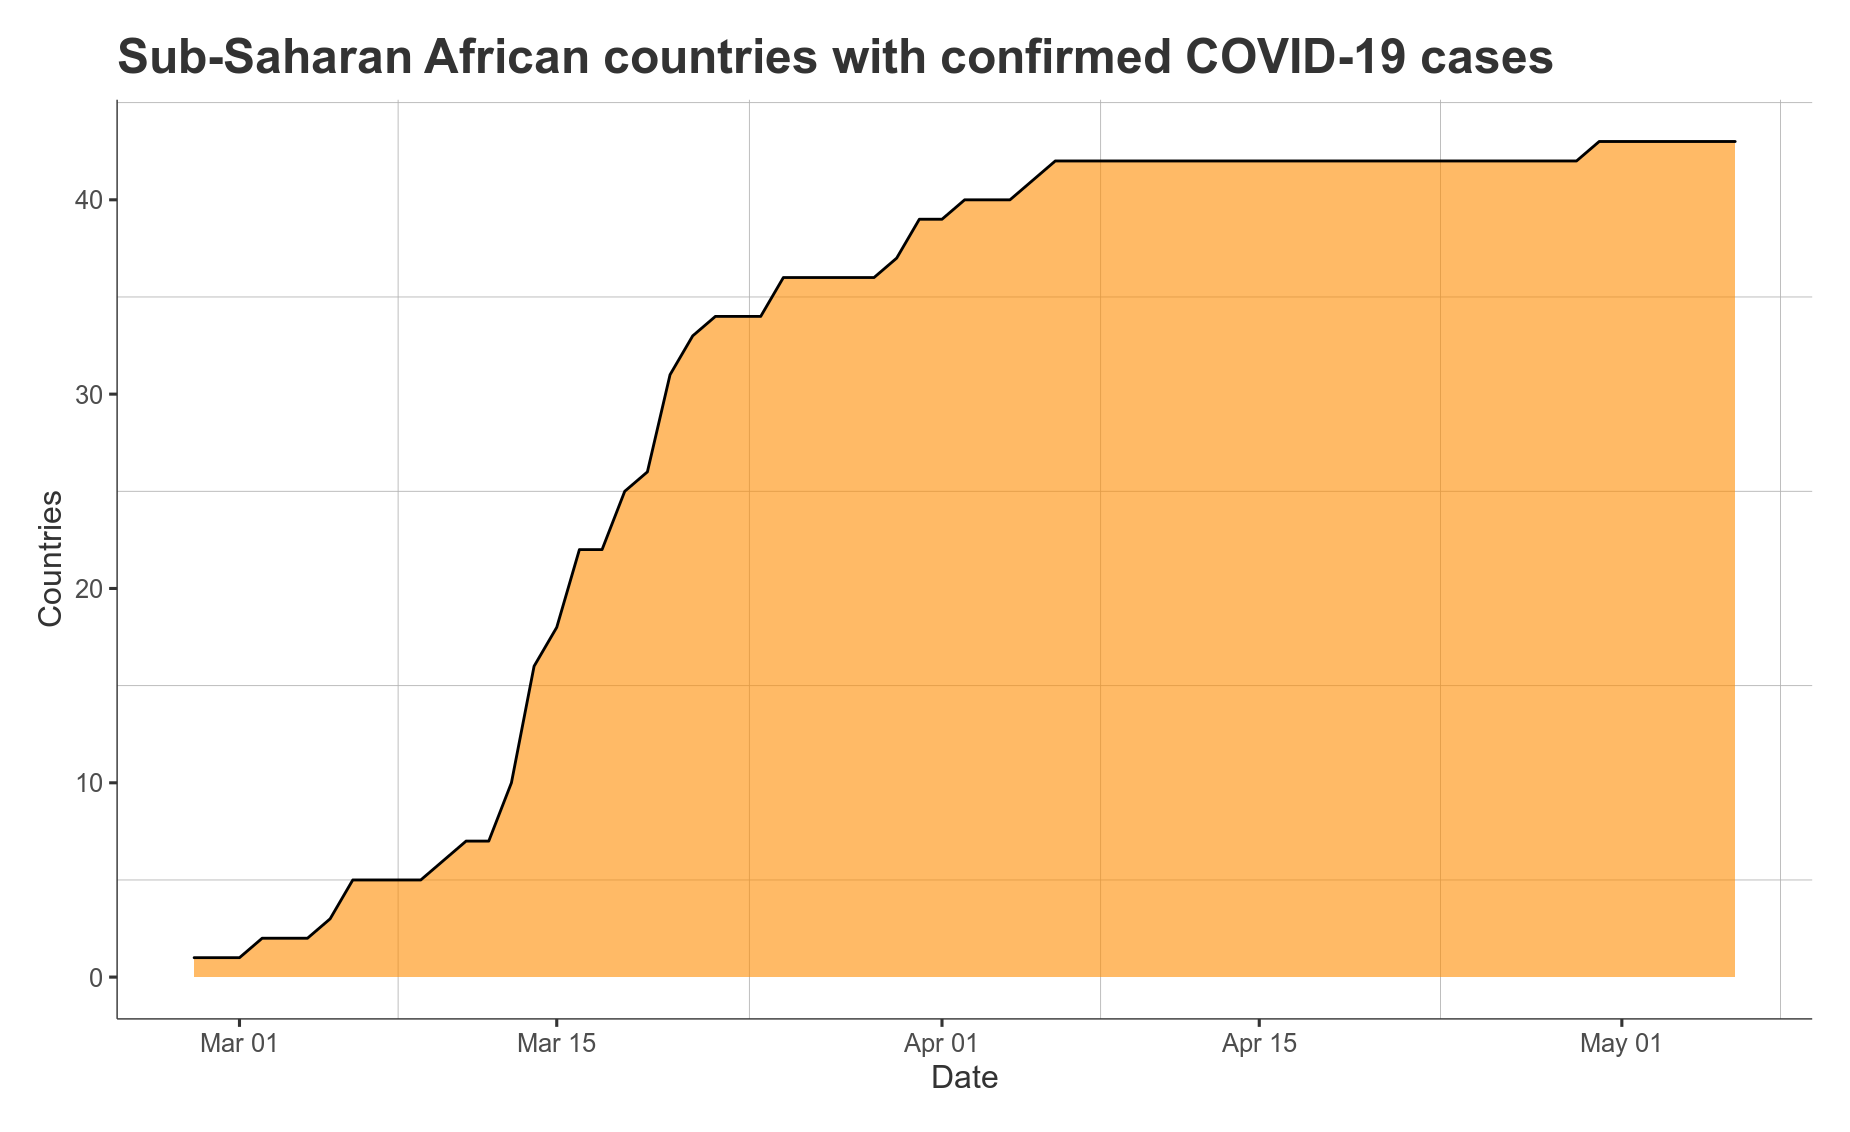 Sub-Saharan African countries with confirmed COVID-19 cases
Countries
40
30
20
10
0
Mar 01
Mar 15
Apr 01
Apr 15
May 01
Date